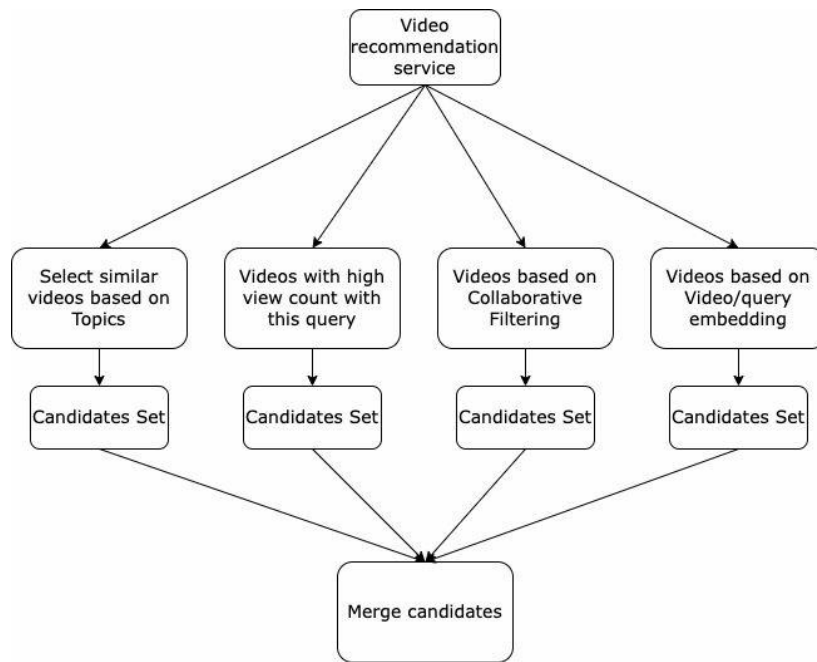 Video
recommendation
service
Select similar
videos based on
Topics
Videos with high
view count with
this query
Videos based on
Collaborative
Filtering
Videos based on
Video/query
embedding
Candidates Set
Candidates Set
Candidates Set
Candidates Set
Merge candidates